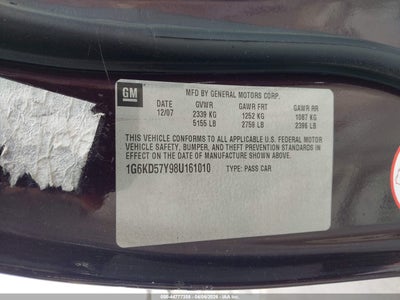 GM
MFD BY GENERAL MOTORS CORP.
12/07
GVWR
GAWR FRT
GAWR RR
2339 KG
1252 KG
1087 KG
5155 LB
2759 LB
2396 LB
THIS VEHICLE CONFORMS TO ALL APPLICABLE U.S. FEDERAL MOTOR
VEHICLE SAFETY, BUMPER, AND THEFT PREVENTION STANDARDS
IN EFFECT ON THE DATE OF MANUFACTURE SHOWN ABOVE.
1G6KD57Y98U161010
TYPE: PASS CAR